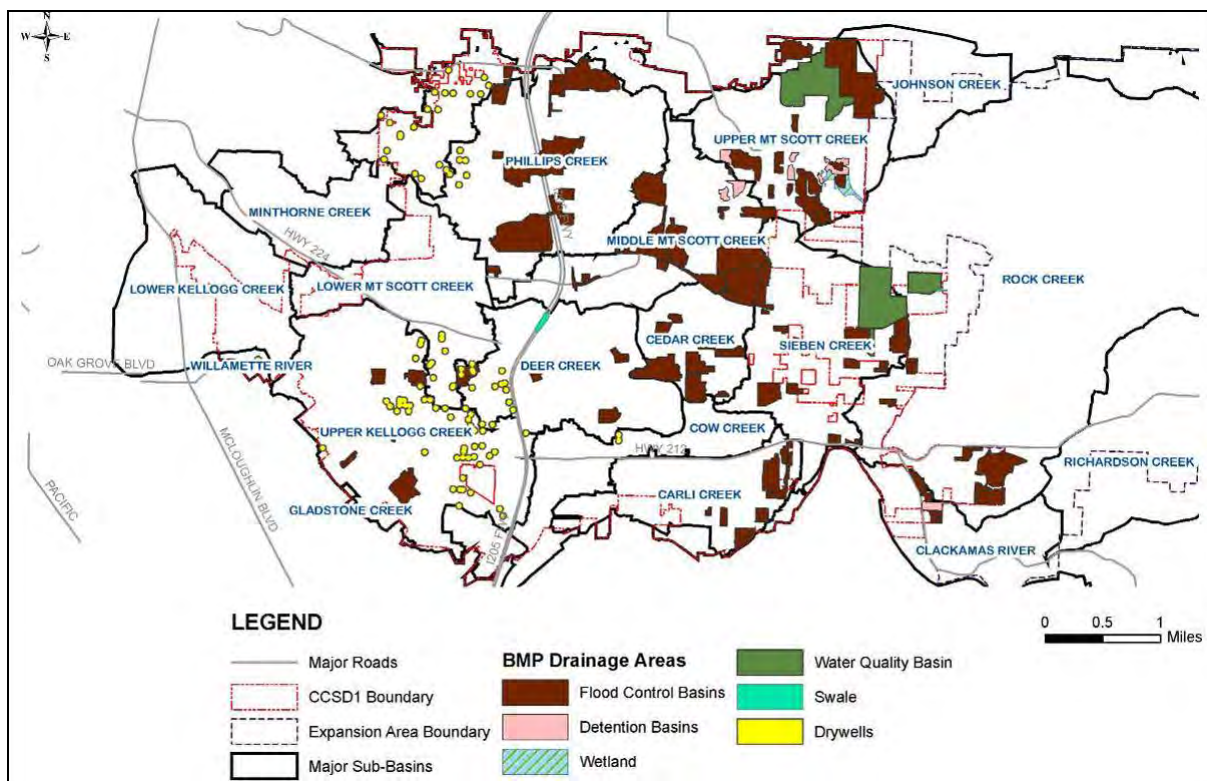 N
W E
S
JOHNSON CREEK
UPPER MT SCOTT CREEK
PHILLIPS CREEK
MINTHORNE CREEK
MIDDLE MT SCOTT CREEK
HWY 224
ROCK CREEK
LOWER KELLOGG CREEK
LOWER MT SCOTT CREEK
CEDAR CREEK
SIEBEN CREEK
OAK GROVE BLVD
WILLAMETTE RIVER
DEER CREEK
UPPER KELLOGG CREEK
COW CREEK
HWY 212
MCLOUGHLIN BLVD
RICHARDSON CREEK
PACIFIC
CARLI CREEK
GLADSTONE CREEK
I205
CLACKAMAS RIVER
LEGEND
0 0.5 1
Miles
Major Roads
CCSD1 Boundary
Expansion Area Boundary
Major Sub-Basins
BMP Drainage Areas
Flood Control Basins
Detention Basins
Wetland
Water Quality Basin
Swale
Drywells